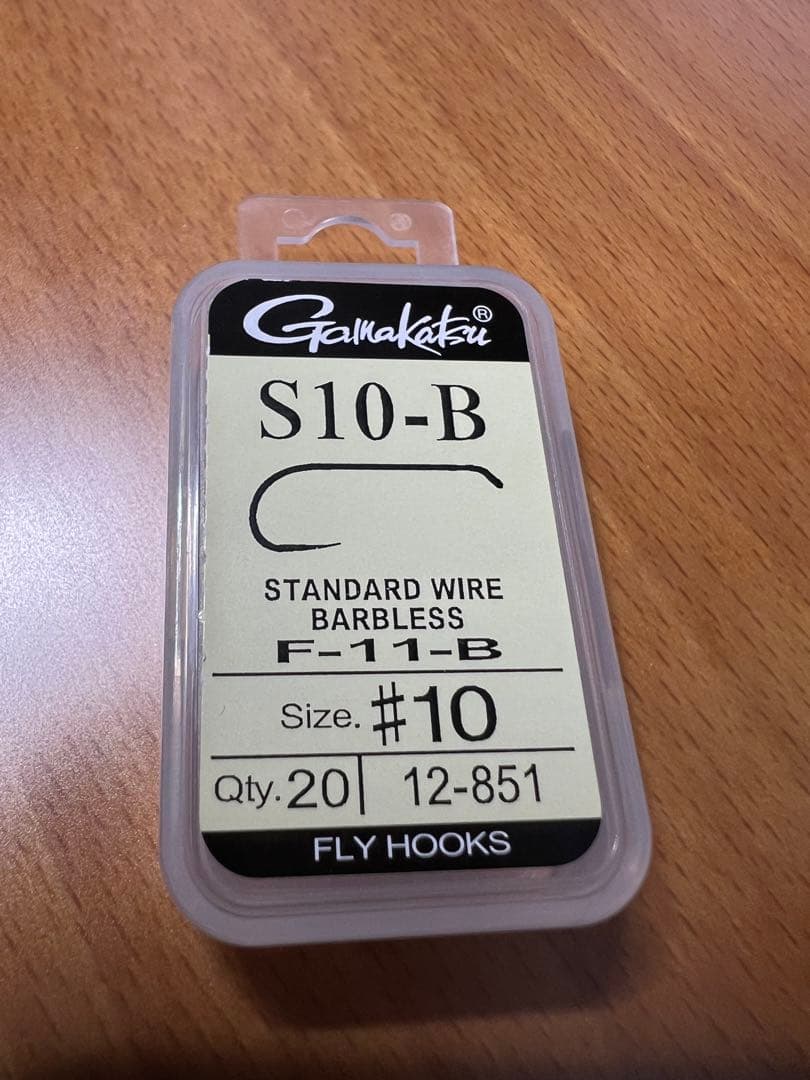 Gamakatsu®
S10-B
STANDARD WIRE
BARBLESS
F-11-B
Size. #10
Qty. 20 12-851
FLY HOOKS